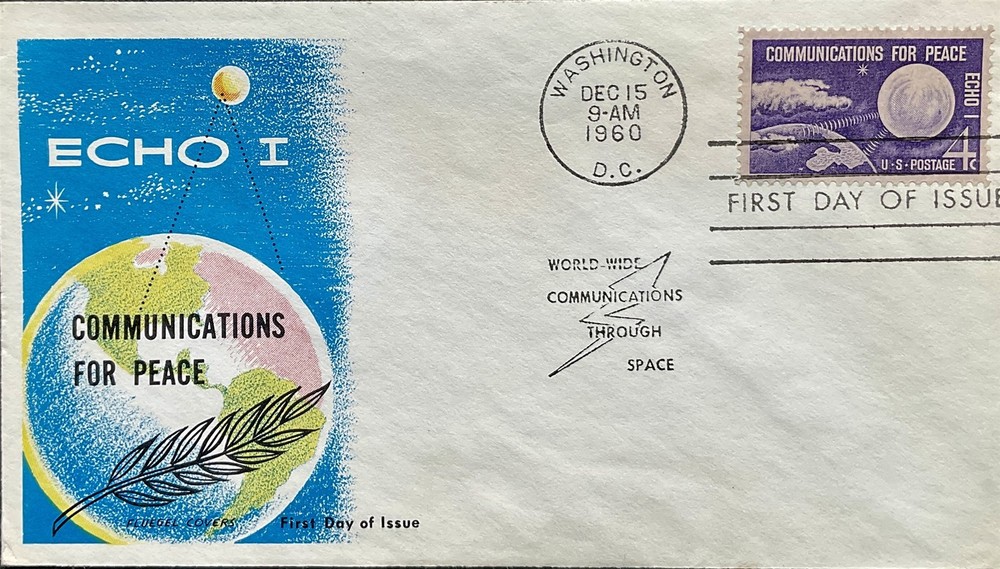 ECHO I
COMMUNICATIONS
FOR PEACE
FLUEGEL COVERS
First Day of Issue
WASHINGTON
DEC 15
9-AM
1960
D.C.
COMMUNICATIONS FOR PEACE
ECHO I
U·S·POSTAGE 4c
FIRST DAY OF ISSUE
WORLD-WIDE
COMMUNICATIONS
THROUGH
SPACE